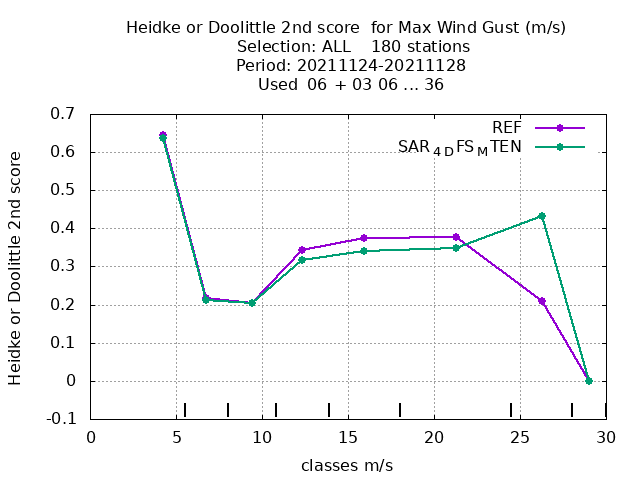 Heidke or Doolittle 2nd score  for Max Wind Gust (m/s)
Selection: ALL    180 stations
Period: 20211124-20211128
Used  06 + 03 06 ... 36
REF
SAR4DFSMTEN
Heidke or Doolittle 2nd score
0.7
0.6
0.5
0.4
0.3
0.2
0.1
0
-0.1
0 5 10 15 20 25 30
classes m/s